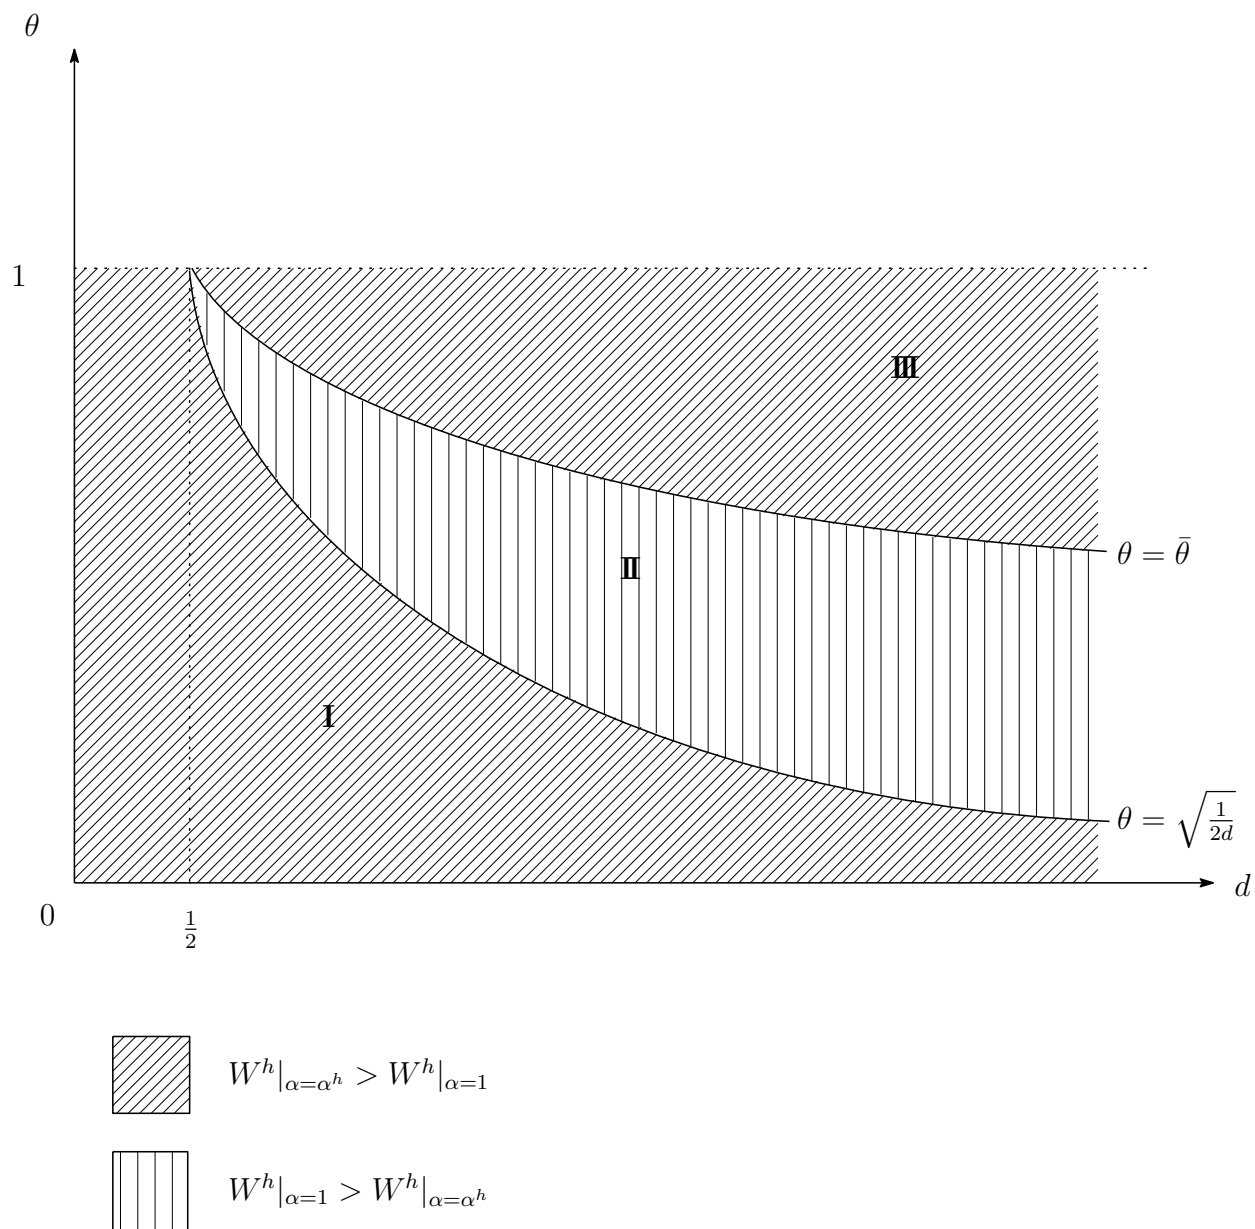 θ
1
III
θ = θ̄
II
I
θ = √(1/2d)
d
0
1/2
W^h|_{α=α^h} > W^h|_{α=1}
W^h|_{α=1} > W^h|_{α=α^h}